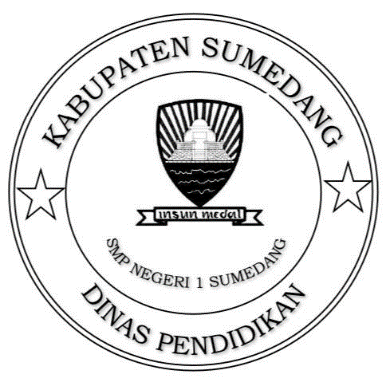 KABUPATEN SUMEDANG
insun medal
SMP NEGERI 1 SUMEDANG
DINAS PENDIDIKAN